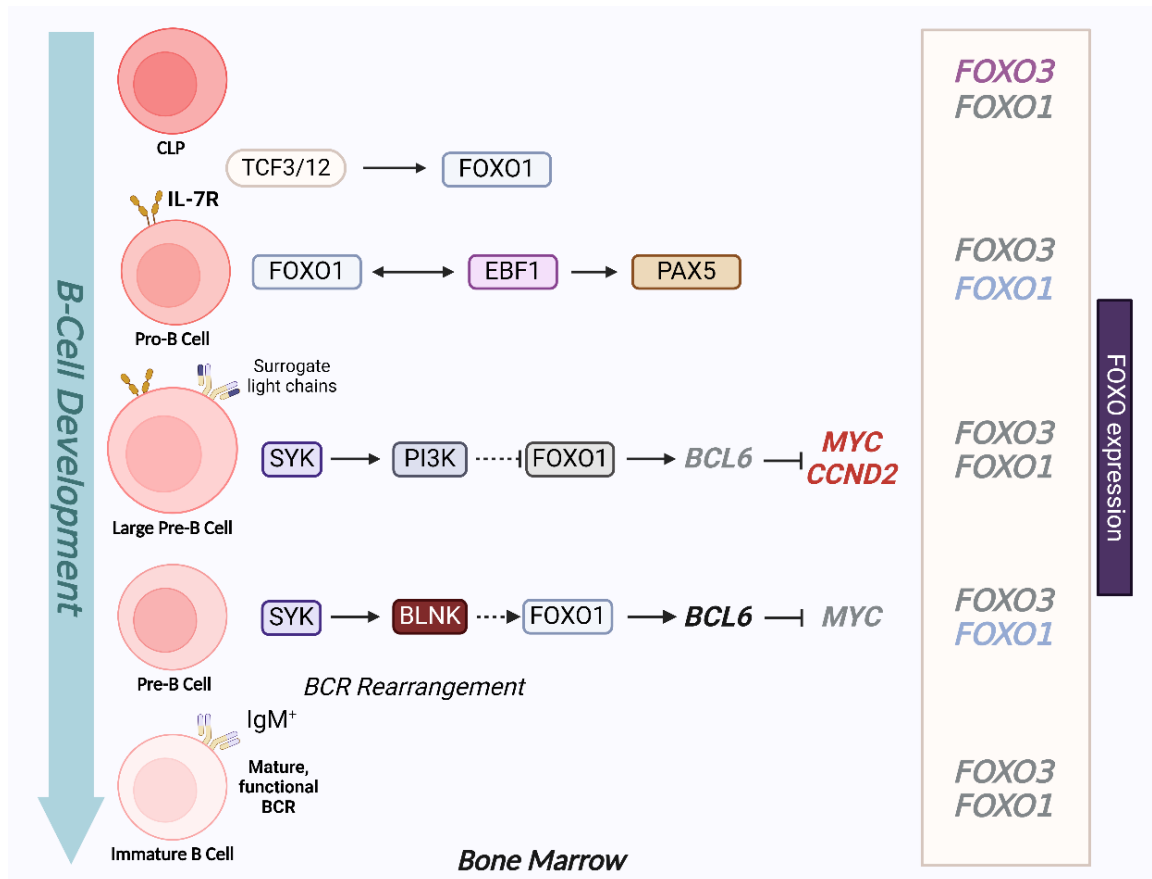 FOXO3
FOXO1
CLP
TCF3/12
FOXO1
IL-7R
FOXO1
EBF1
PAX5
FOXO3
FOXO1
Pro-B Cell
Surrogate
light chains
SYK
PI3K
FOXO1
BCL6
MYC
CCND2
FOXO3
FOXO1
Large Pre-B Cell
SYK
BLNK
FOXO1
BCL6
MYC
FOXO3
FOXO1
Pre-B Cell
BCR Rearrangement
IgM⁺
Mature,
functional
BCR
FOXO3
FOXO1
Immature B Cell
Bone Marrow
B-Cell Development
FOXO expression